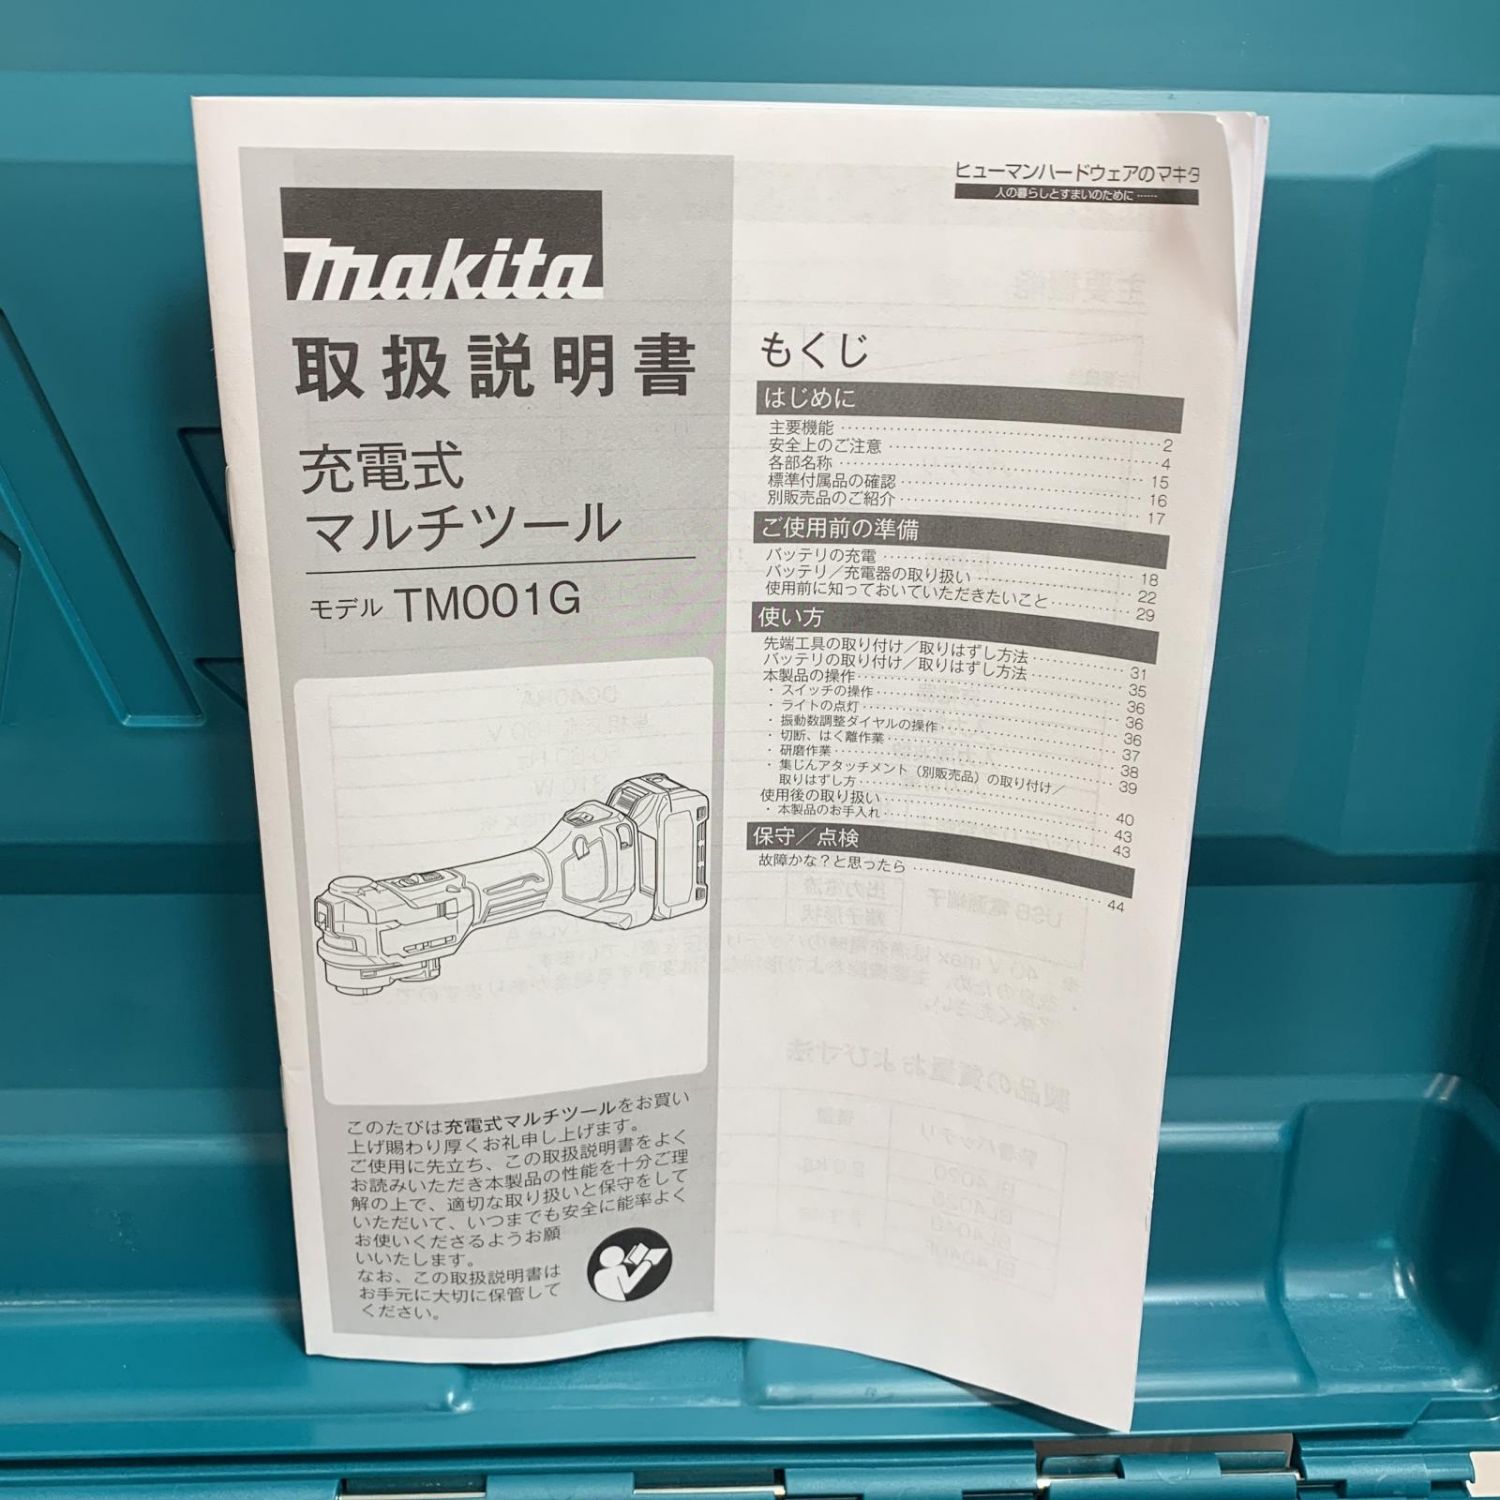 makita
取扱説明書
充電式
マルチツール
モデル TM001G
このたびは充電式マルチツールをお買い
上げ賜わり厚くお礼申し上げます。
ご使用に先立ち、この取扱説明書をよく
お読みいただき本製品の性能を十分ご理
解の上で、適切な取り扱いと保守をして
いただいて、いつまでも安全に能率よく
お使いくださるようお願
いいたします。
なお、この取扱説明書は
お手元に大切に保管して
ください。
ヒューマンハードウェアのマキタ
人の暮らしとすまいのために……
もくじ
はじめに
主要機能 …… 2
安全上のご注意 …… 4
各部名称 …… 15
標準付属品の確認 …… 16
別販売品のご紹介 …… 17
ご使用前の準備
バッテリの充電 …… 18
バッテリ／充電器の取り扱い …… 22
使用前に知っておいていただきたいこと …… 29
使い方
先端工具の取り付け／取りはずし方法 …… 31
バッテリの取り付け／取りはずし方法 …… 35
本製品の操作 …… 36
・スイッチの操作 …… 36
・ライトの点灯 …… 36
・振動数調整ダイヤルの操作 …… 37
・切断、はく離作業 …… 38
・研磨作業 …… 39
・集じんアタッチメント（別販売品）の取り付け／
取りはずし方 …… 40
使用後の取り扱い …… 43
・本製品のお手入れ …… 43
保守／点検
故障かな？と思ったら …… 44